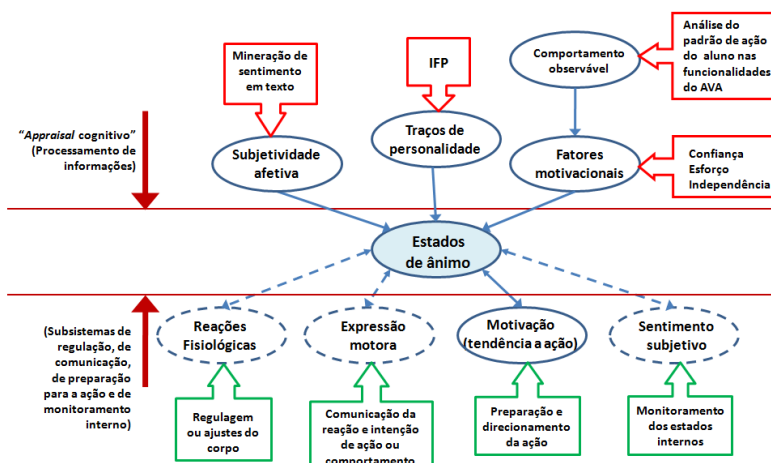 Mineração de
sentimento
em texto
IFP
Comportamento
observável
Análise do
padrão de ação
do aluno nas
funcionalidades
do AVA
"Appraisal cognitivo"
(Processamento de
informações)
Subjetividade
afetiva
Traços de
personalidade
Fatores
motivacionais
Confiança
Esforço
Independência
Estados
de ânimo
(Subsistemas de
regulação, de
comunicação,
de preparação
para a ação e de
monitoramento
interno)
Reações
Fisiológicas
Expressão
motora
Motivação
(tendência a ação)
Sentimento
subjetivo
Regulagem
ou ajustes do
corpo
Comunicação da
reação e intenção
de ação ou
comportamento
Preparação e
direcionamento
da ação
Monitoramento
dos estados
internos